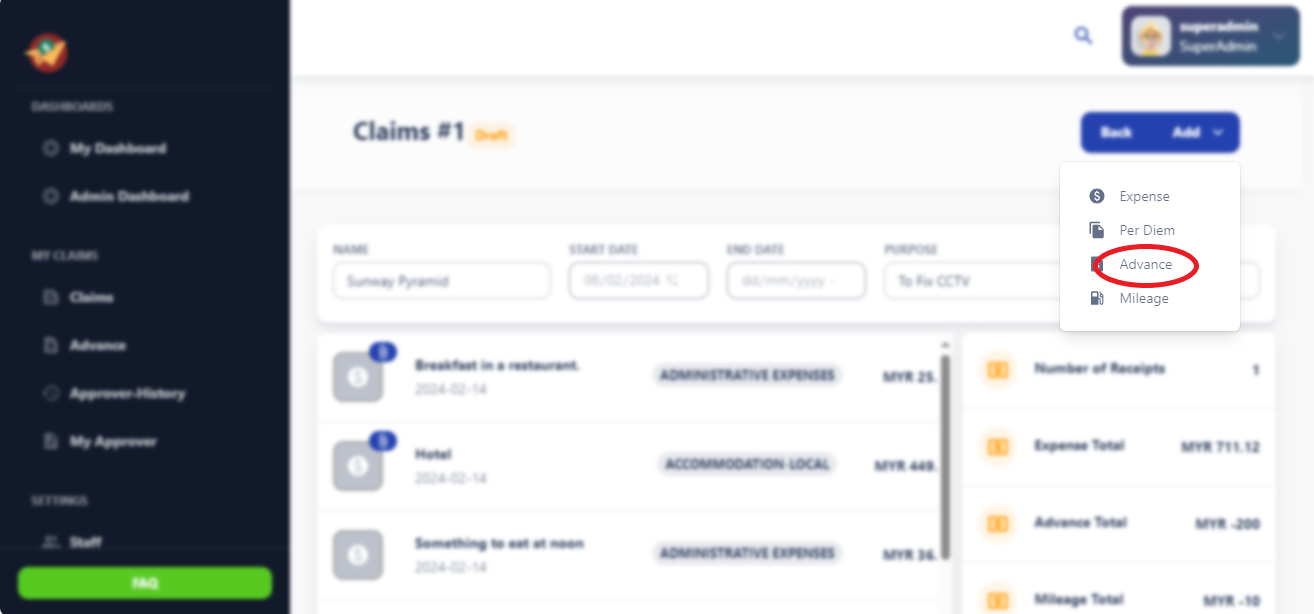 superadmin
SuperAdmin
DASHBOARDS
My Dashboard
Admin Dashboard
MY CLAIMS
Claims
Advance
Approver-History
My Approver
SETTINGS
Staff
FAQ
Claims #1 Draft
Back Add
Expense
Per Diem
Advance
Mileage
NAME START DATE END DATE PURPOSE
Sunway Pyramid 08/02/2024 12 dd/mm/yyyy - To Fix CCTV
Breakfast in a restaurant. ADMINISTRATIVE EXPENSES MYR 25.
2024-02-14
Hotel ACCOMMODATION-LOCAL MYR 449.
2024-02-14
Something to eat at noon ADMINISTRATIVE EXPENSES MYR 36.
2024-02-14
Number of Receipts 1
Expense Total MYR 711.12
Advance Total MYR -200
Mileage Total MYR -10